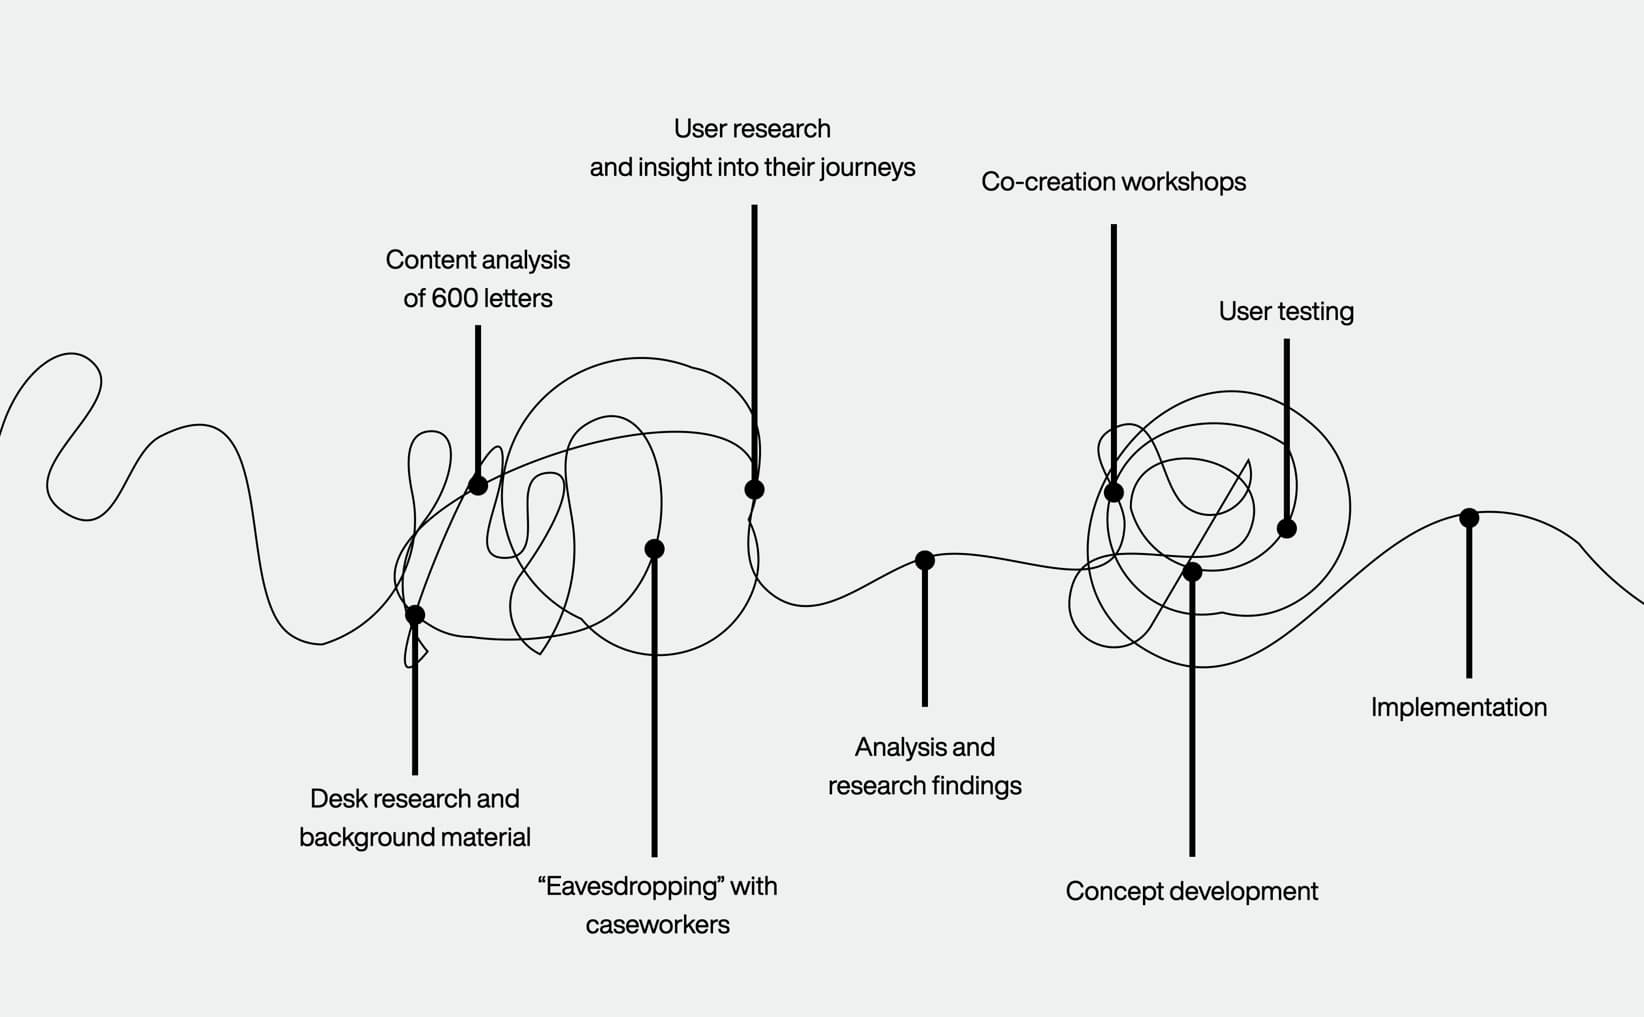 User research
and insight into their journeys
Co-creation workshops
Content analysis
of 600 letters
User testing
Desk research and
background material
“Eavesdropping” with
caseworkers
Analysis and
research findings
Concept development
Implementation